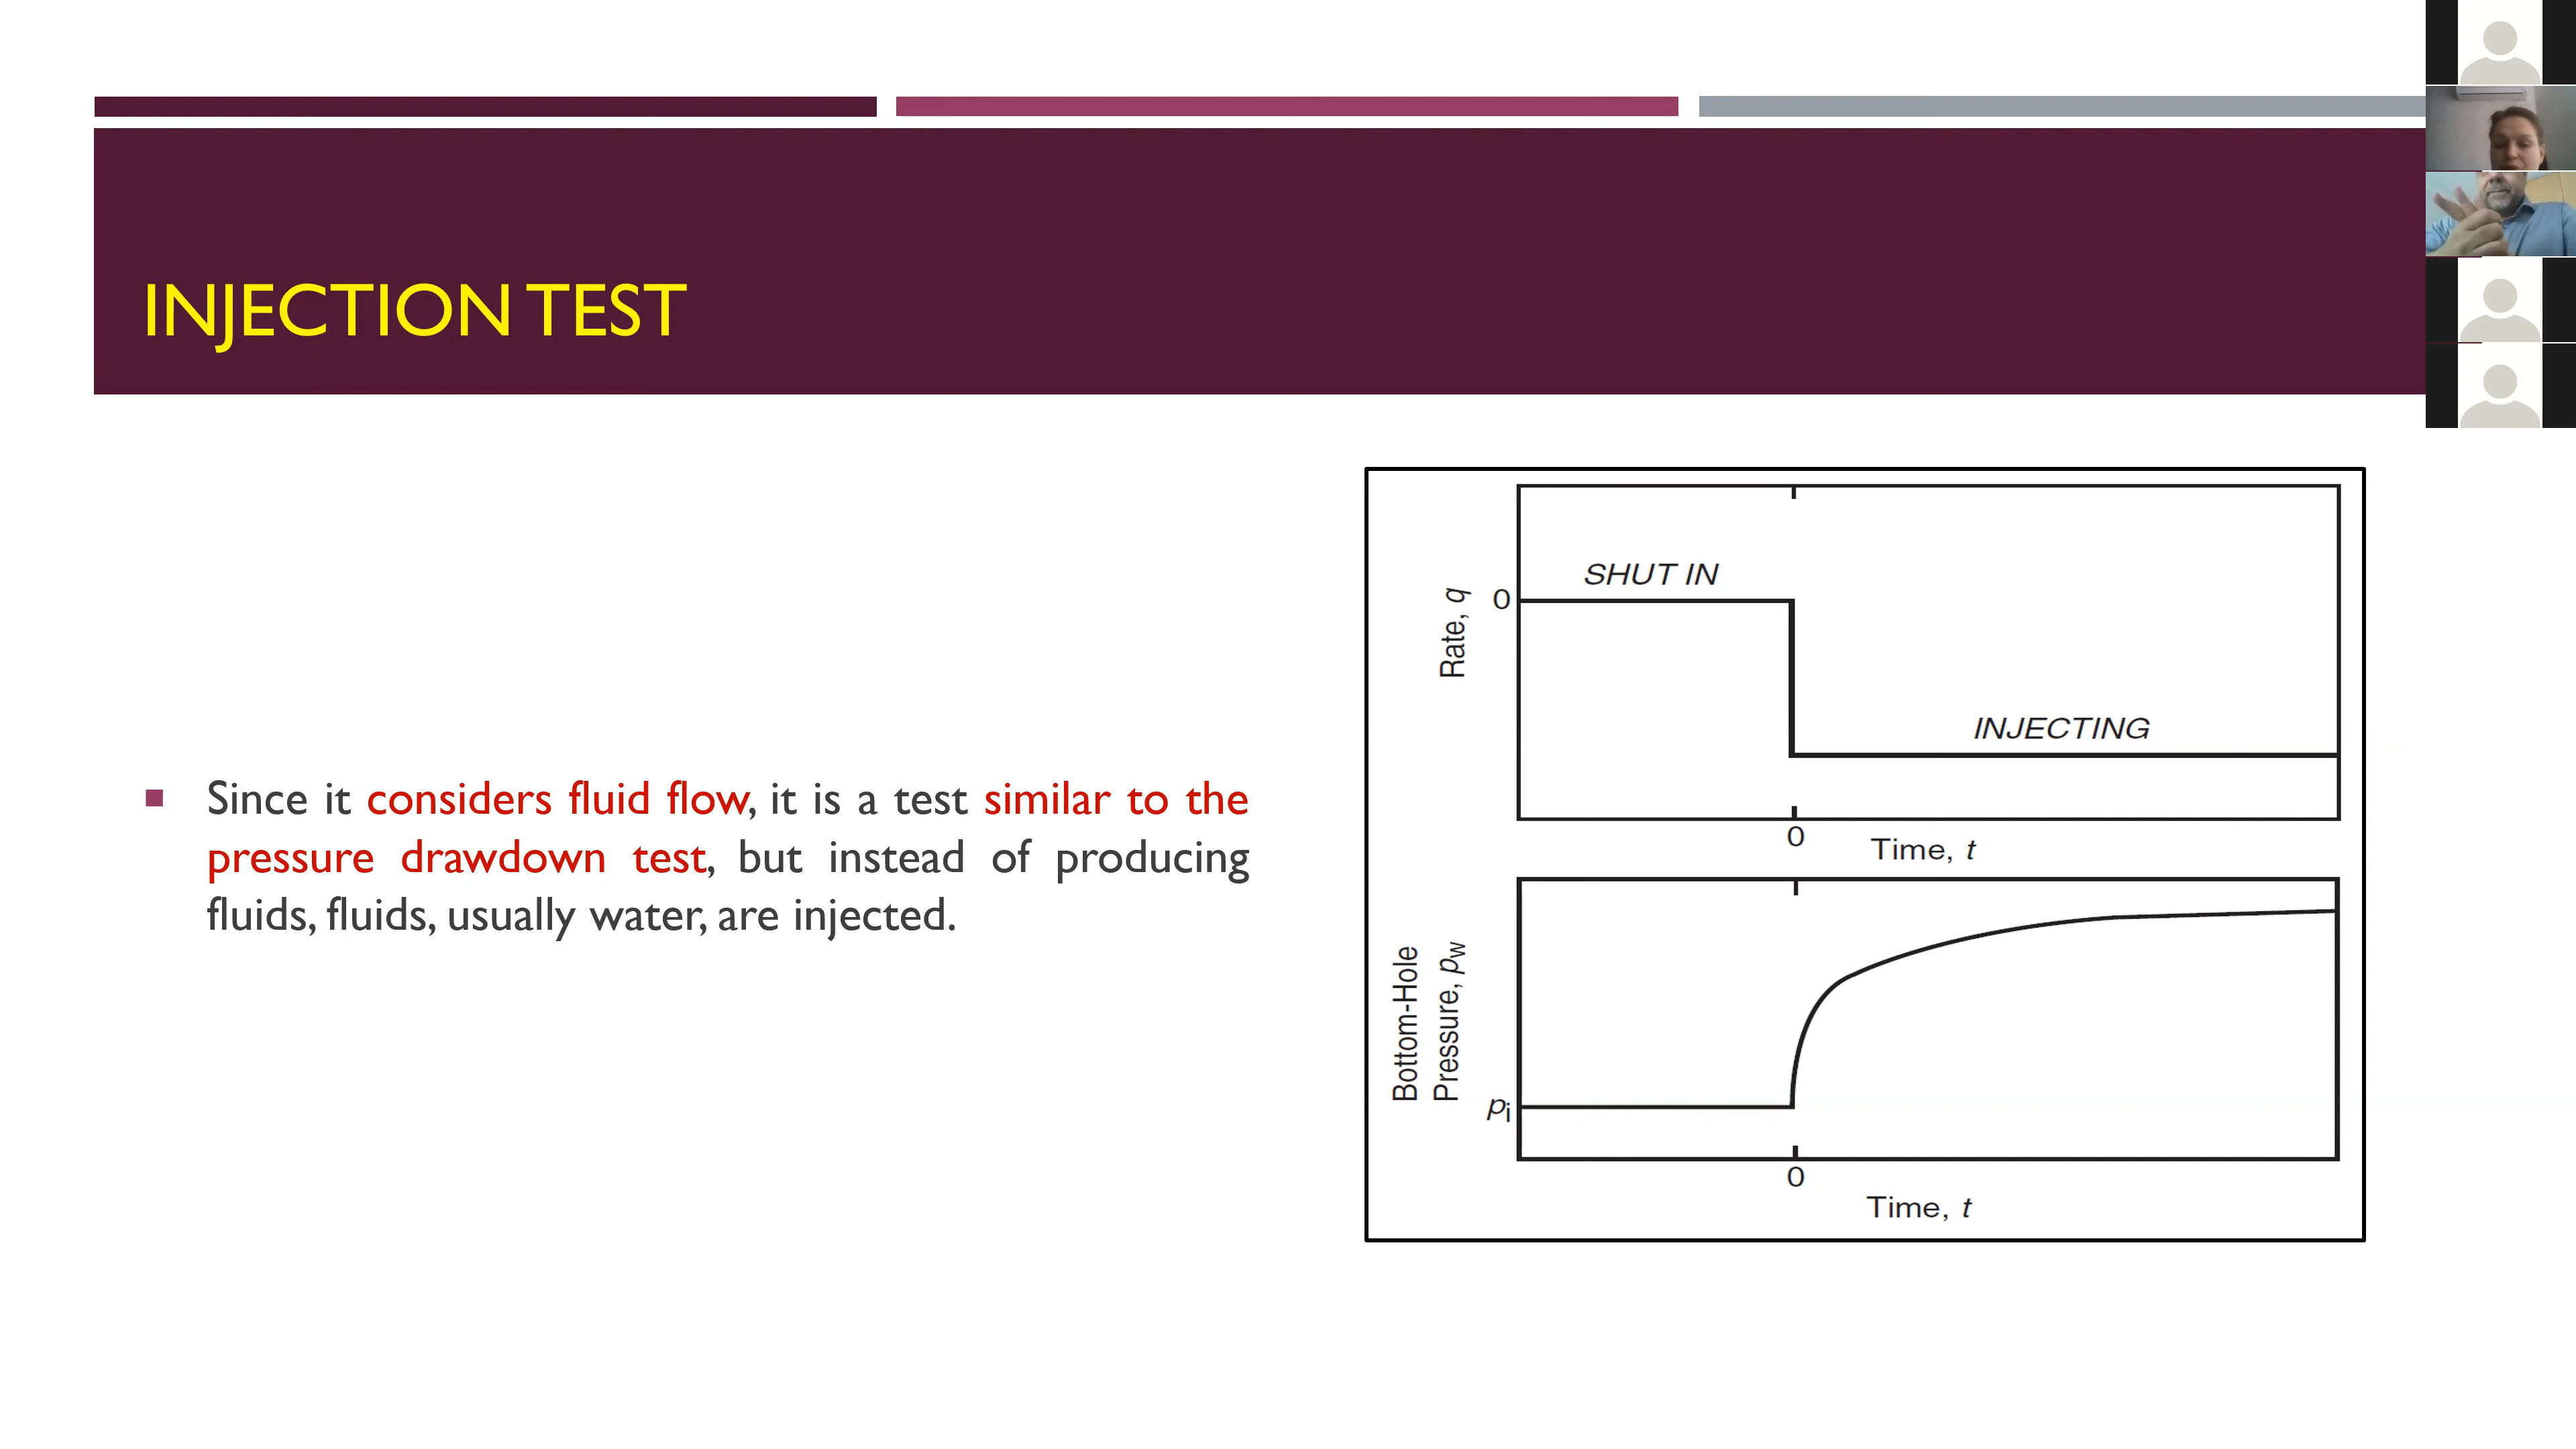 INJECTION TEST
Since it considers fluid flow, it is a test similar to the
pressure drawdown test, but instead of producing
fluids, fluids, usually water, are injected.
SHUT IN
Rate, q
0
INJECTING
0
Time, t
Bottom-Hole
Pressure, pw
pi
0
Time, t